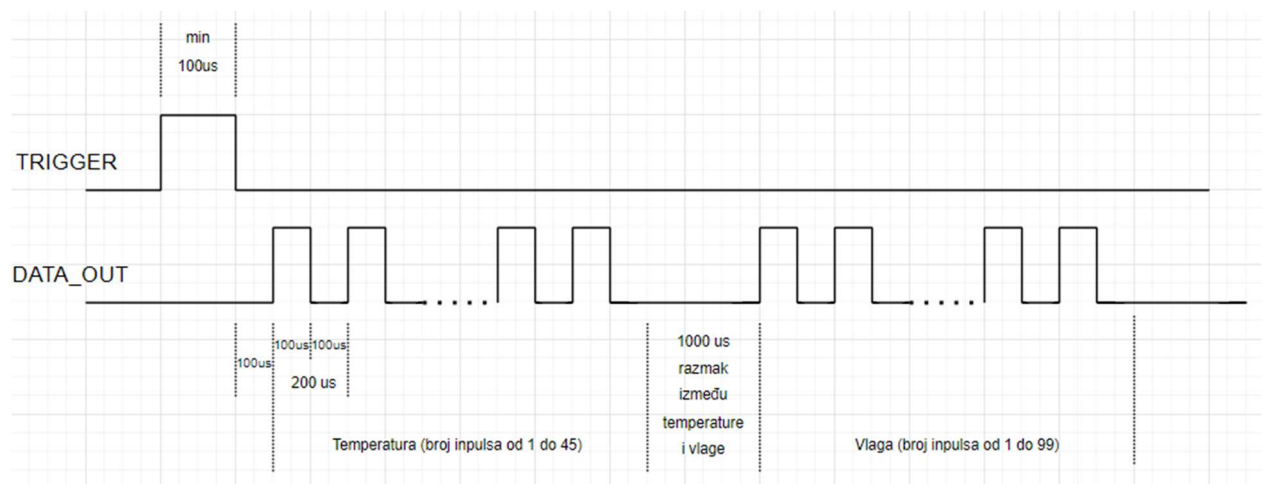 min
100us
TRIGGER
DATA_OUT
100us
100us
100us
200 us
1000 us
razmak
između
temperature
i vlage
Temperatura (broj inpulsa od 1 do 45)
Vlaga (broj inpulsa od 1 do 99)